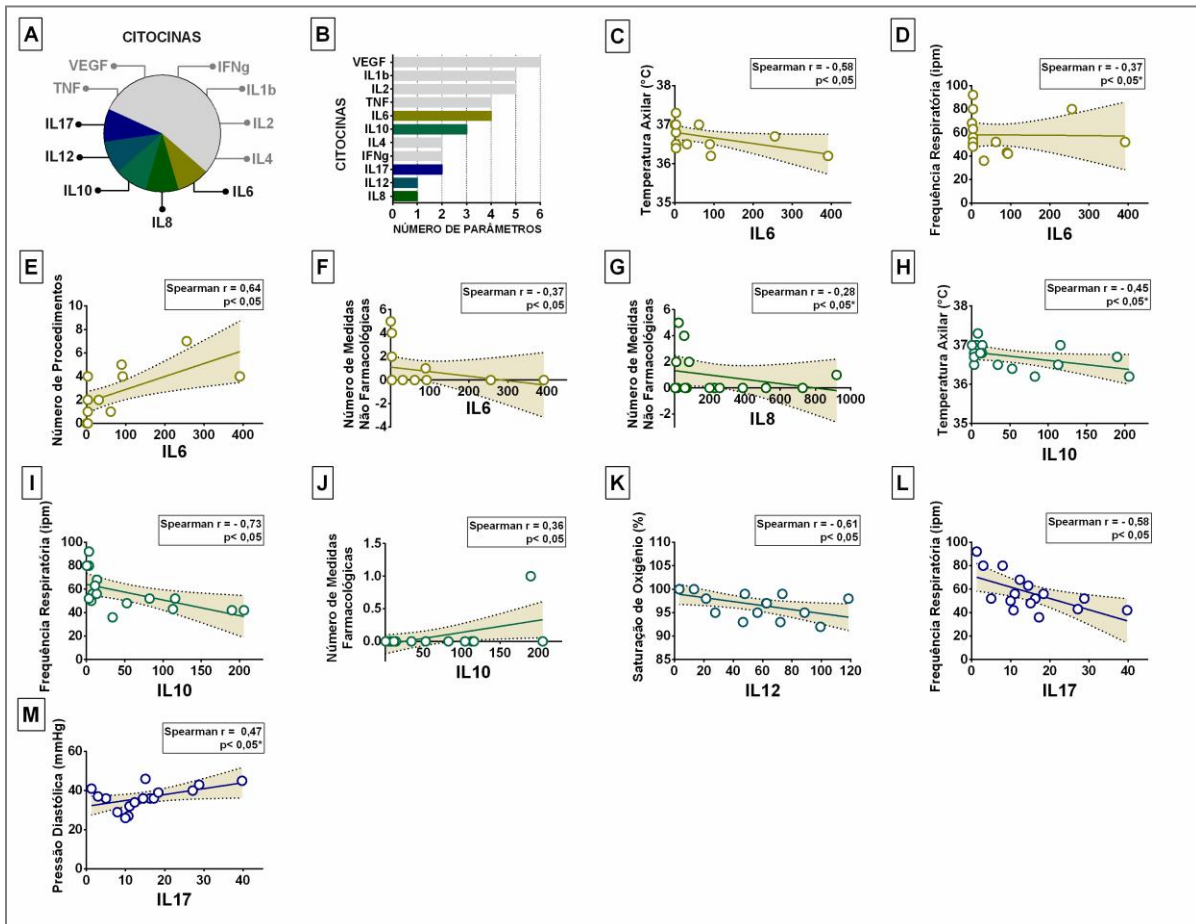 A
CITOCINAS
VEGF
IFNg
TNF
IL1b
IL17
IL2
IL12
IL4
IL10
IL6
IL8
B
CITOCINAS
VEGF
IL1b
IL2
TNF
IL6
IL10
IL4
IFNg
IL17
IL12
IL8
0 1 2 3 4 5 6
NÚMERO DE PARÂMETROS
C
Spearman r = - 0,58
p< 0,05
Temperatura Axilar (°C)
38
37
36
35
0 100 200 300 400 500
IL6
D
Spearman r = - 0,37
p< 0,05*
Frequência Respiratória (ipm)
100
80
60
40
20
0
0 100 200 300 400 500
IL6
E
Spearman r = 0,64
p< 0,05
Número de Procedimentos
10
8
6
4
2
0
0 100 200 300 400 500
IL6
F
Spearman r = - 0,37
p< 0,05
Número de Medidas
Não Farmacológicas
6
4
2
0
-2
-4
100 200 300 400 500
IL6
G
Spearman r = - 0,28
p< 0,05*
Número de Medidas
Não Farmacológicas
6
4
2
0
-2
200 400 600 800 1000
IL8
H
Spearman r = - 0,45
p< 0,05*
Temperatura Axilar (°C)
38
37
36
35
0 50 100 150 200 250
IL10
I
Spearman r = - 0,73
p< 0,05
Frequência Respiratória (ipm)
100
80
60
40
20
0
0 50 100 150 200 250
IL10
J
Spearman r = 0,36
p< 0,05
Número de Medidas
Farmacológicas
1.5
1.0
0.5
0.0
50 100 150 200 250
IL10
K
Spearman r = - 0,61
p< 0,05
Saturação de Oxigênio (%)
110
105
100
95
90
85
0 20 40 60 80 100 120
IL12
L
Spearman r = - 0,58
p< 0,05
Frequência Respiratória (ipm)
100
80
60
40
20
0
0 10 20 30 40 50
IL17
M
Spearman r = 0,47
p< 0,05*
Pressão Diastólica (mmHg)
60
40
20
0
0 10 20 30 40
IL17